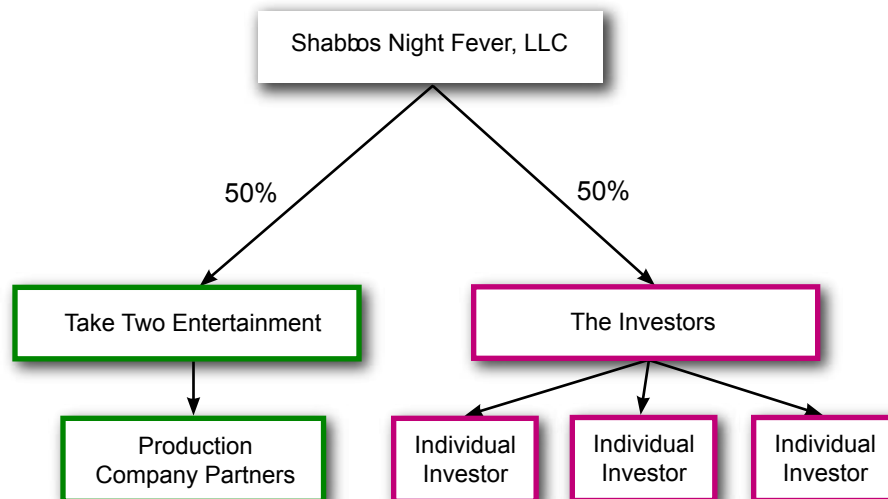 Shabbos Night Fever, LLC
50%
50%
Take Two Entertainment
The Investors
Production
Company Partners
Individual
Investor
Individual
Investor
Individual
Investor